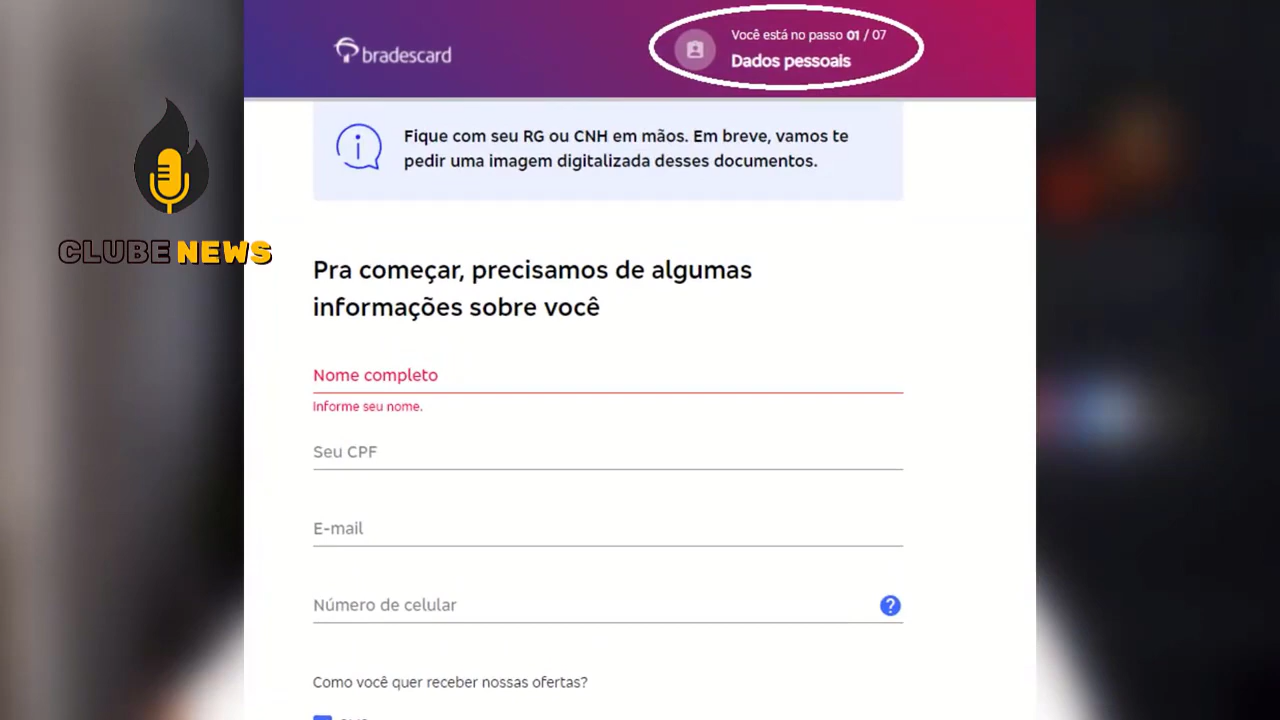 bradescard
Você está no passo 01 / 07
Dados pessoais
Fique com seu RG ou CNH em mãos. Em breve, vamos te
pedir uma imagem digitalizada desses documentos.
CLUBE NEWS
Pra começar, precisamos de algumas
informações sobre você
Nome completo
Informe seu nome.
Seu CPF
E-mail
Número de celular
?
Como você quer receber nossas ofertas?